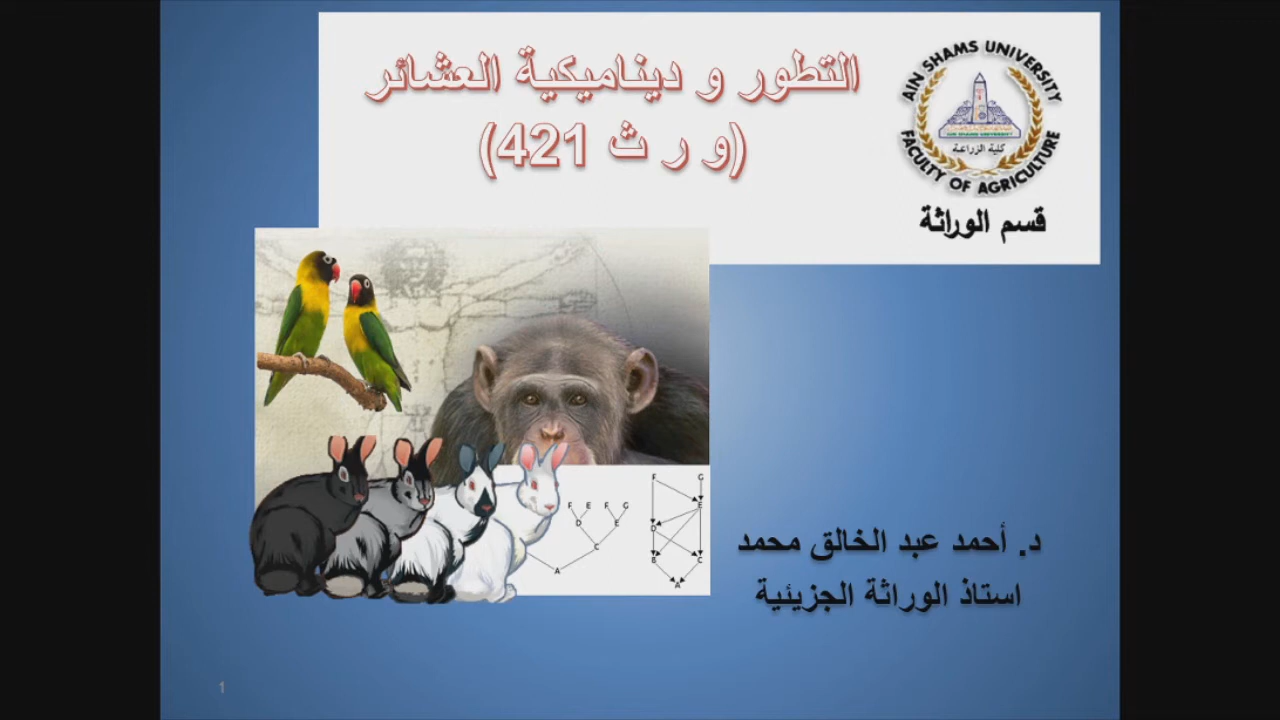 التطور و ديناميكية العشائر
(و ر ث 421)
AIN SHAMS UNIVERSITY
كلية الزراعة
FACULTY OF AGRICULTURE
قسم الوراثة
F E F G
D E
C
A
F G
E
D
B C
A
د. أحمد عبد الخالق محمد
استاذ الوراثة الجزيئية
1